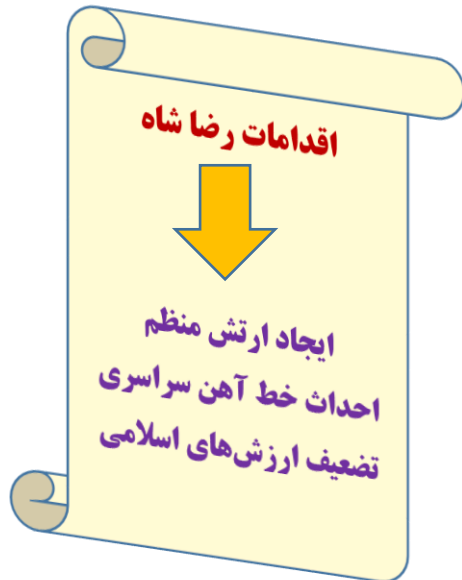 اقدامات رضا شاه
ایجاد ارتش منظم
احداث خط آهن سراسری
تضعیف ارزش‌های اسلامی